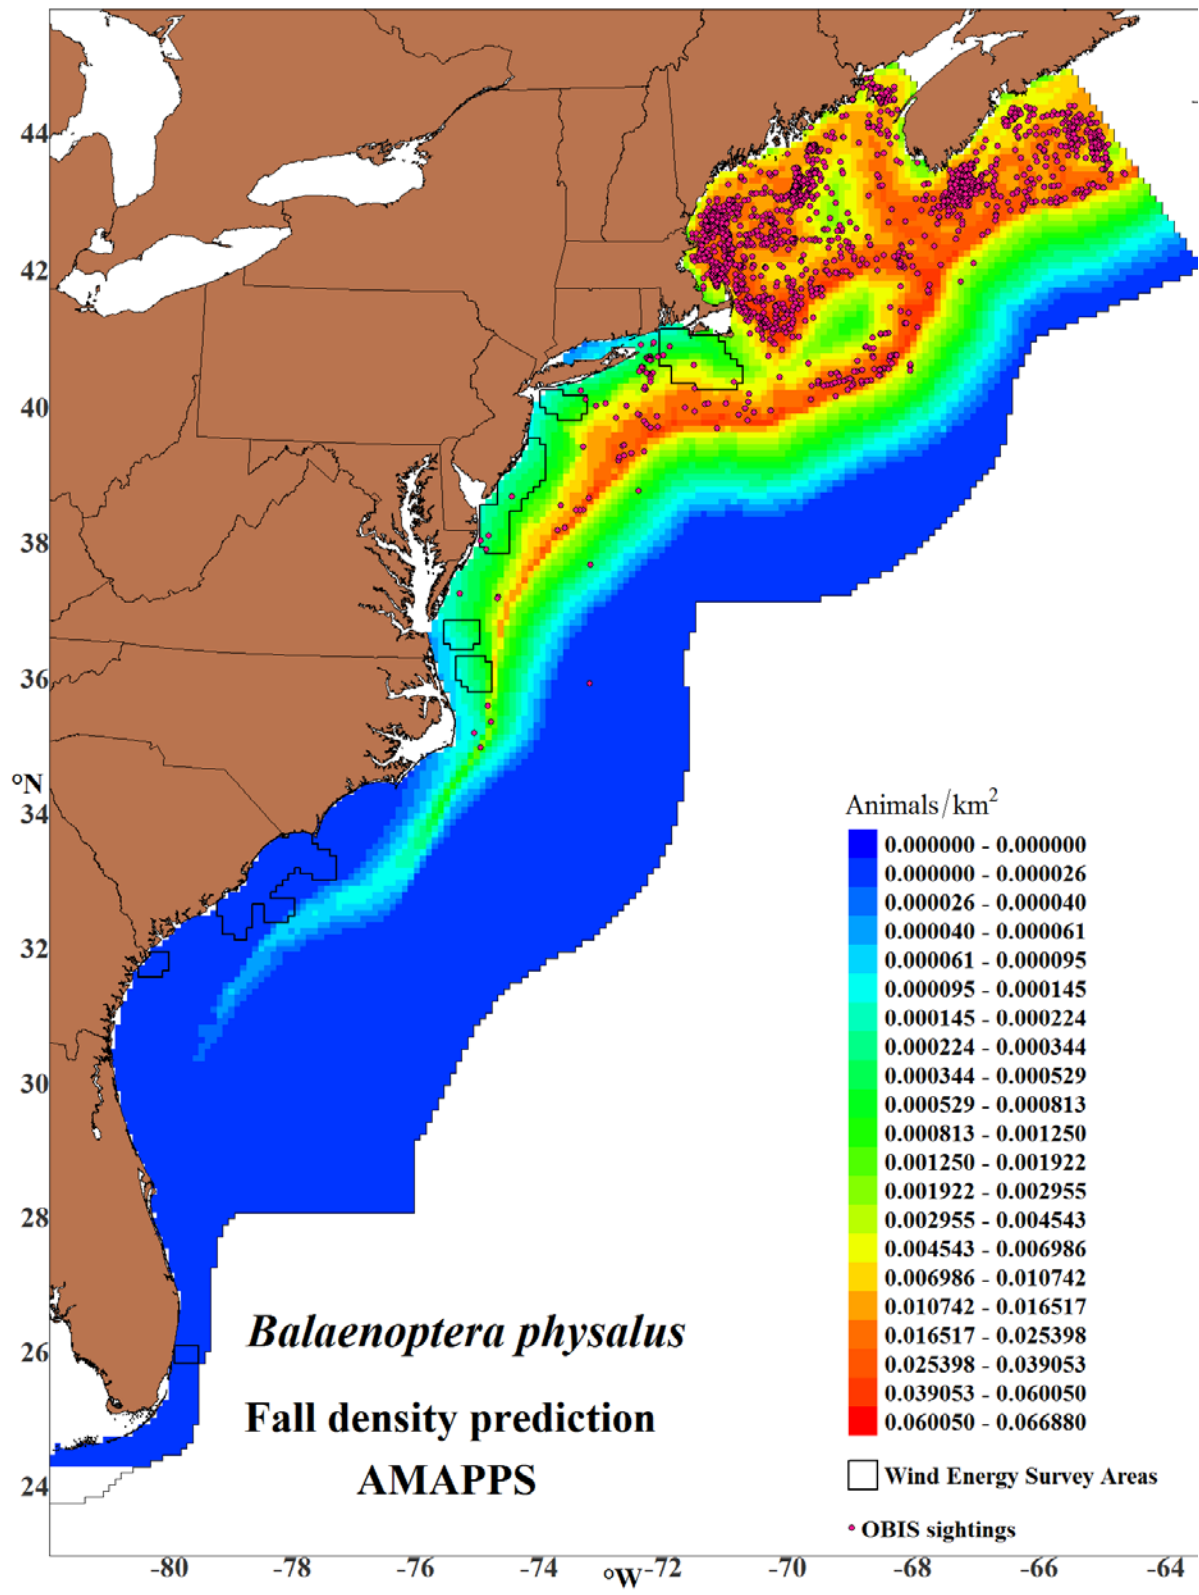 44
42
40
38
36
°N
34
32
30
28
26
24
Animals/km²
0.000000 - 0.000000
0.000000 - 0.000026
0.000026 - 0.000040
0.000040 - 0.000061
0.000061 - 0.000095
0.000095 - 0.000145
0.000145 - 0.000224
0.000224 - 0.000344
0.000344 - 0.000529
0.000529 - 0.000813
0.000813 - 0.001250
0.001250 - 0.001922
0.001922 - 0.002955
0.002955 - 0.004543
0.004543 - 0.006986
0.006986 - 0.010742
0.010742 - 0.016517
0.016517 - 0.025398
0.025398 - 0.039053
0.039053 - 0.060050
0.060050 - 0.066880
Wind Energy Survey Areas
OBIS sightings
Balaenoptera physalus
Fall density prediction
AMAPPS
-80 -78 -76 -74 °W -72 -70 -68 -66 -64